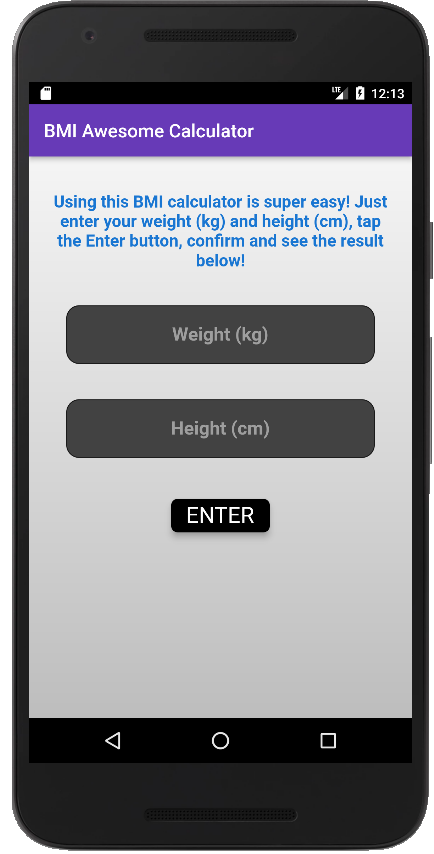 LTE 12:13
BMI Awesome Calculator
Using this BMI calculator is super easy! Just
enter your weight (kg) and height (cm), tap
the Enter button, confirm and see the result
below!
Weight (kg)
Height (cm)
ENTER